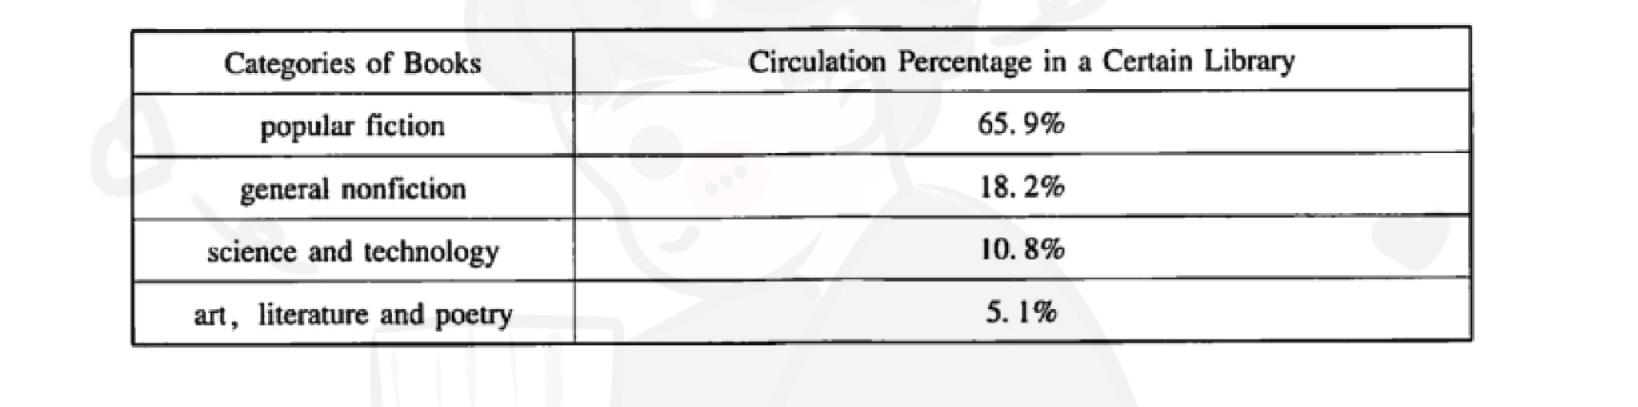 Categories of Books Circulation Percentage in a Certain Library
popular fiction 65. 9%
general nonfiction 18. 2%
science and technology 10. 8%
art, literature and poetry 5. 1%